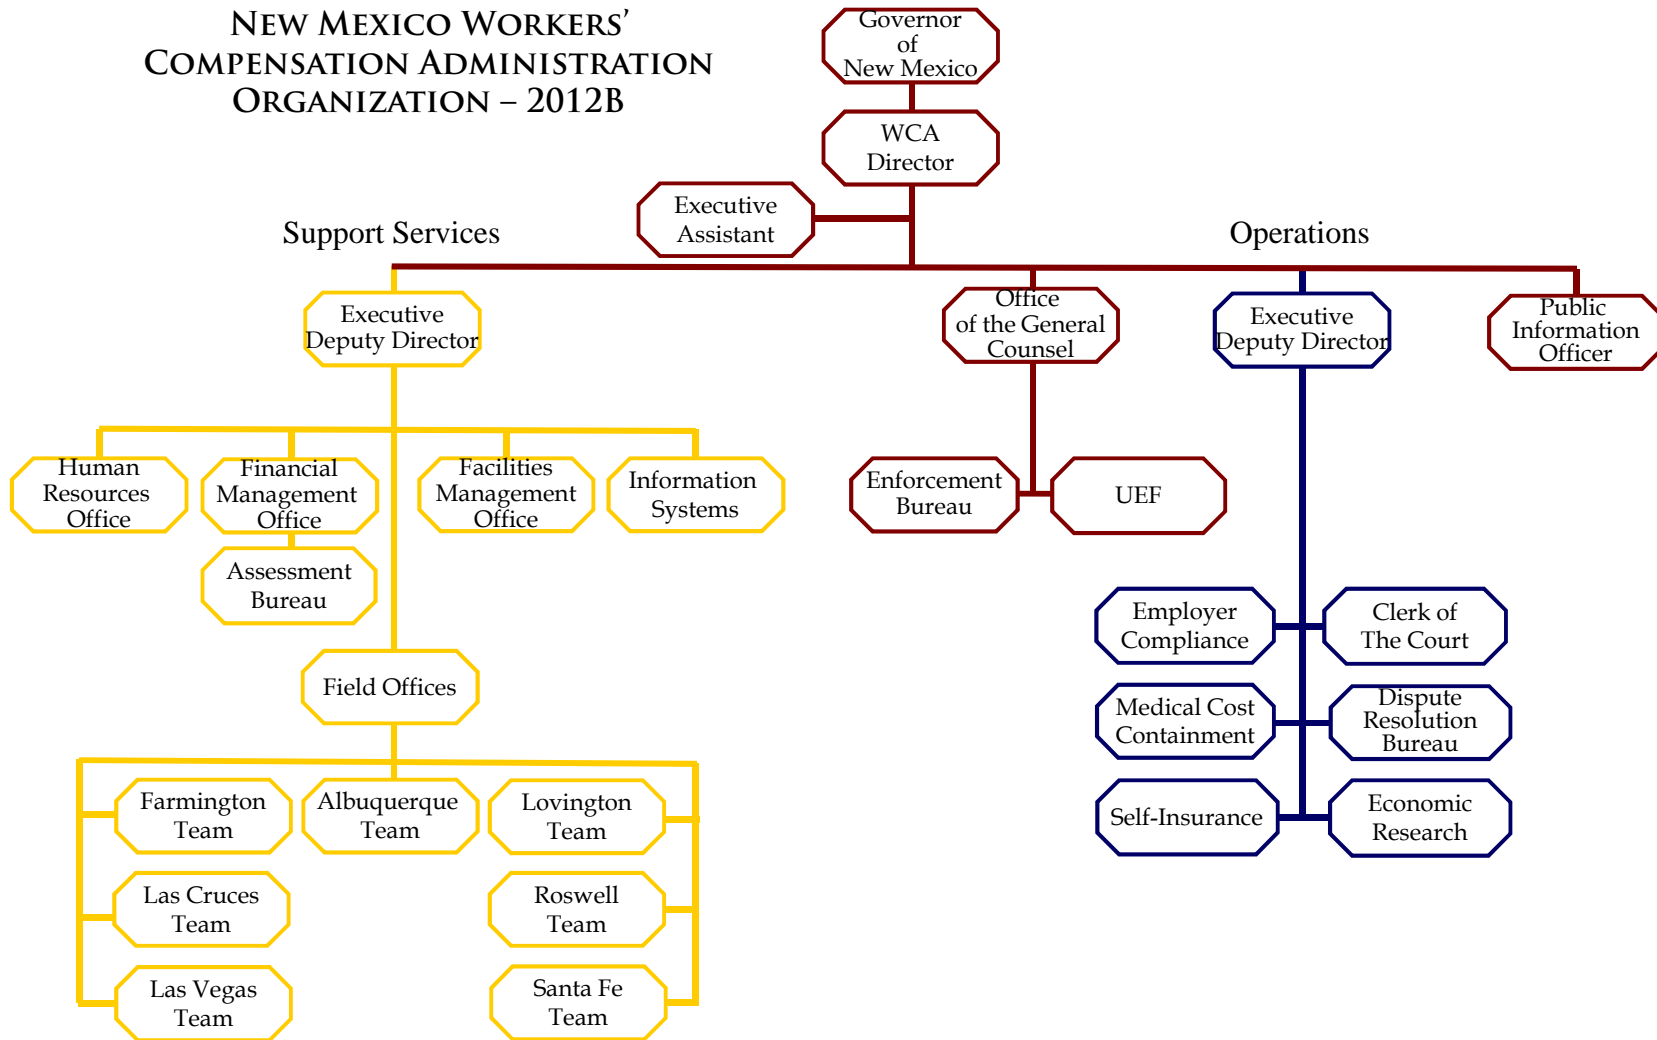 NEW MEXICO WORKERS’
COMPENSATION ADMINISTRATION
ORGANIZATION – 2012B
Governor
of
New Mexico
WCA
Director
Executive
Assistant
Support Services
Operations
Executive
Deputy Director
Office
of the General
Counsel
Executive
Deputy Director
Public
Information
Officer
Human
Resources
Office
Financial
Management
Office
Facilities
Management
Office
Information
Systems
Enforcement
Bureau
UEF
Assessment
Bureau
Employer
Compliance
Clerk of
The Court
Field Offices
Medical Cost
Containment
Dispute
Resolution
Bureau
Farmington
Team
Albuquerque
Team
Lovington
Team
Self-Insurance
Economic
Research
Las Cruces
Team
Roswell
Team
Las Vegas
Team
Santa Fe
Team